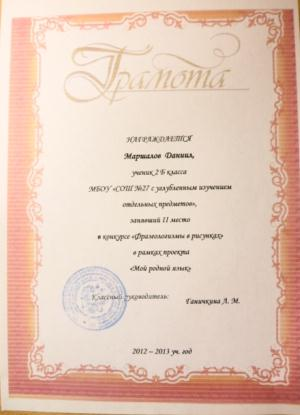 Грамота
НАГРАЖДАЕТСЯ
Маршалов Даниил,
ученик 2 Б класса
МБОУ «СОШ №27 с углубленным изучением
отдельных предметов»,
занявший II место
в конкурсе «Фразеологизмы в рисунках»
в рамках проекта
«Мой родной язык»
Классный руководитель: Ганичкина А. М.
2012 – 2013 уч. год